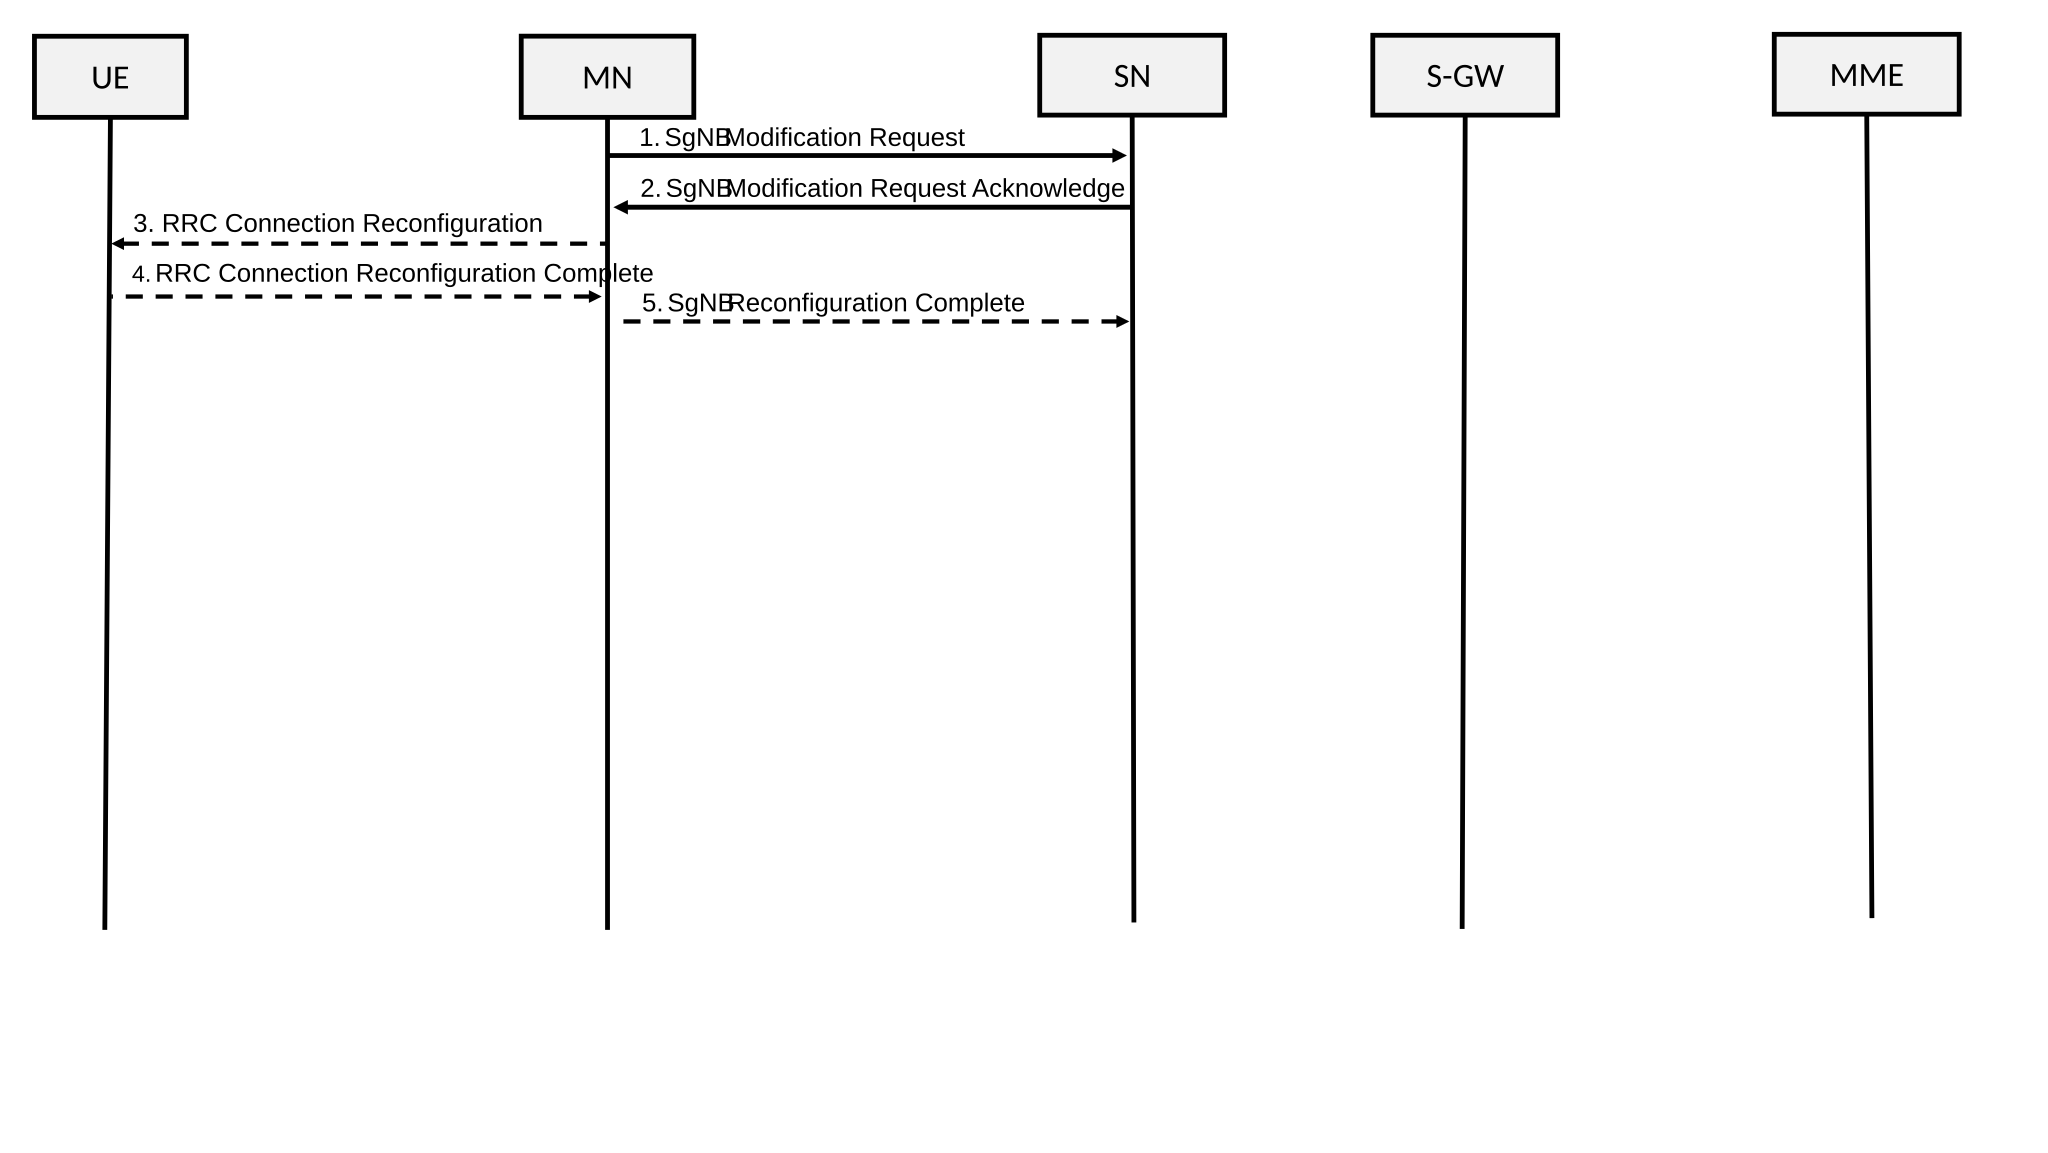 UE
MN
SN
S-GW
MME
1. SgNB Modification Request
2. SgNB Modification Request Acknowledge
3. RRC Connection Reconfiguration
4. RRC Connection Reconfiguration Complete
5. SgNB Reconfiguration Complete